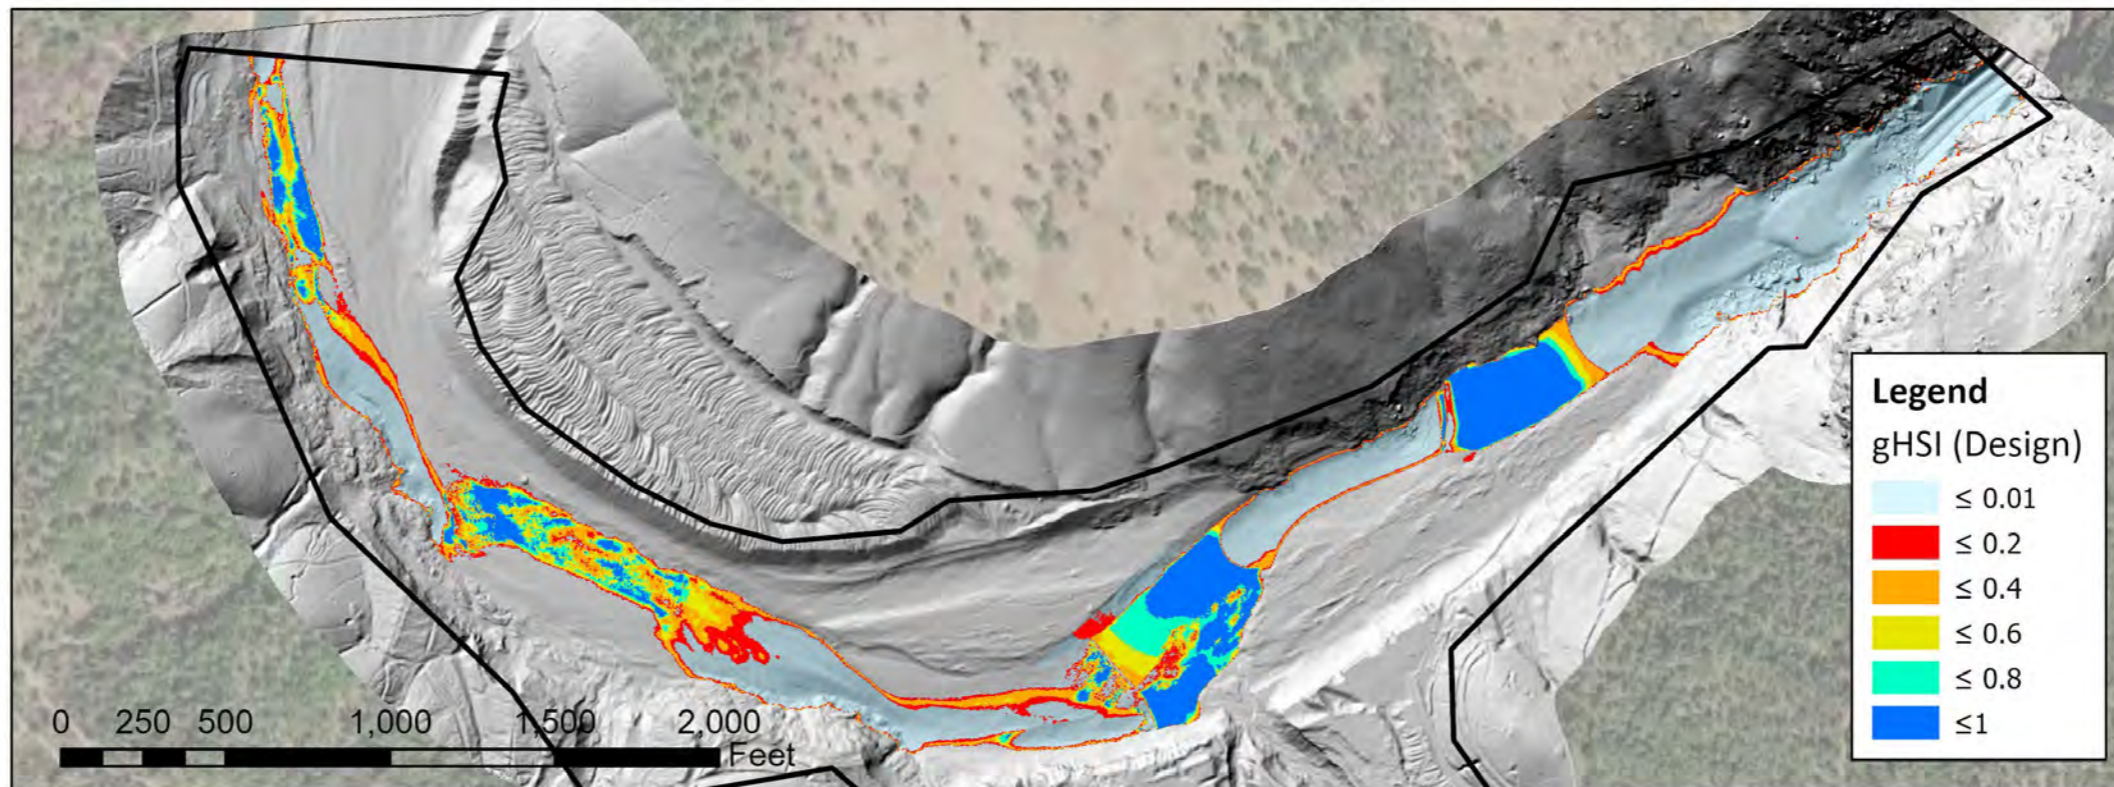 Legend
gHSI (Design)
≤ 0.01
≤ 0.2
≤ 0.4
≤ 0.6
≤ 0.8
≤1
0 250 500 1,000 1,500 2,000
Feet